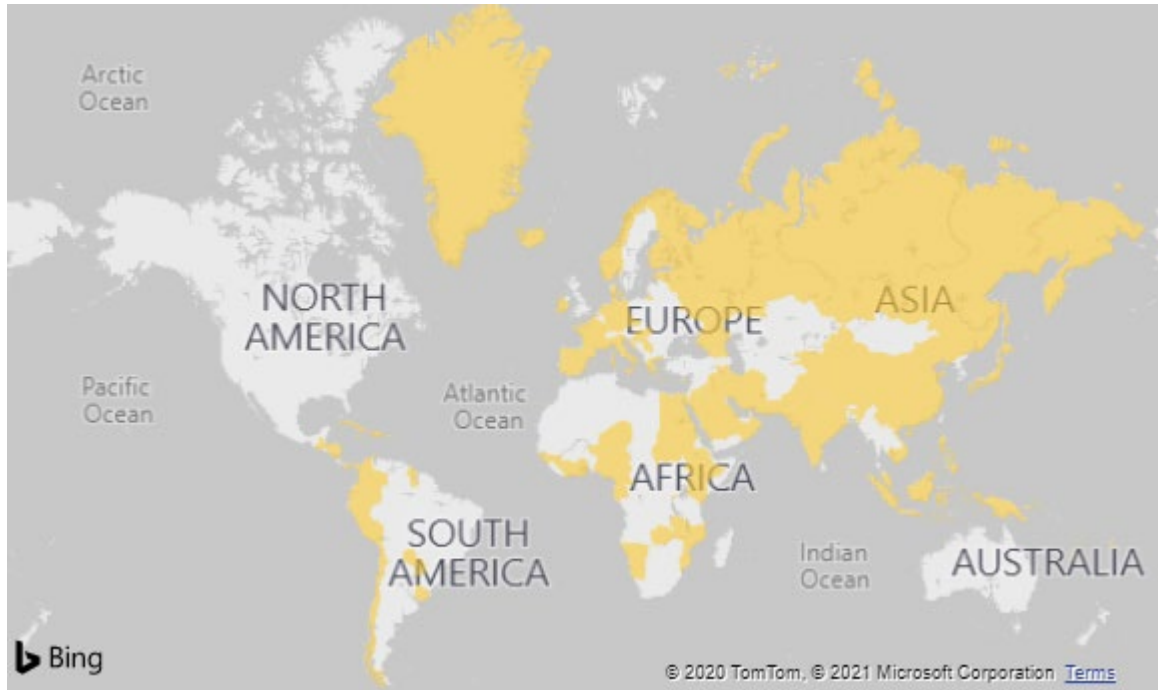 Arctic
Ocean
NORTH
AMERICA
EUROPE
ASIA
Pacific
Ocean
Atlantic
Ocean
AFRICA
SOUTH
AMERICA
Indian
Ocean
AUSTRALIA
Bing
© 2020 TomTom, © 2021 Microsoft Corporation Terms